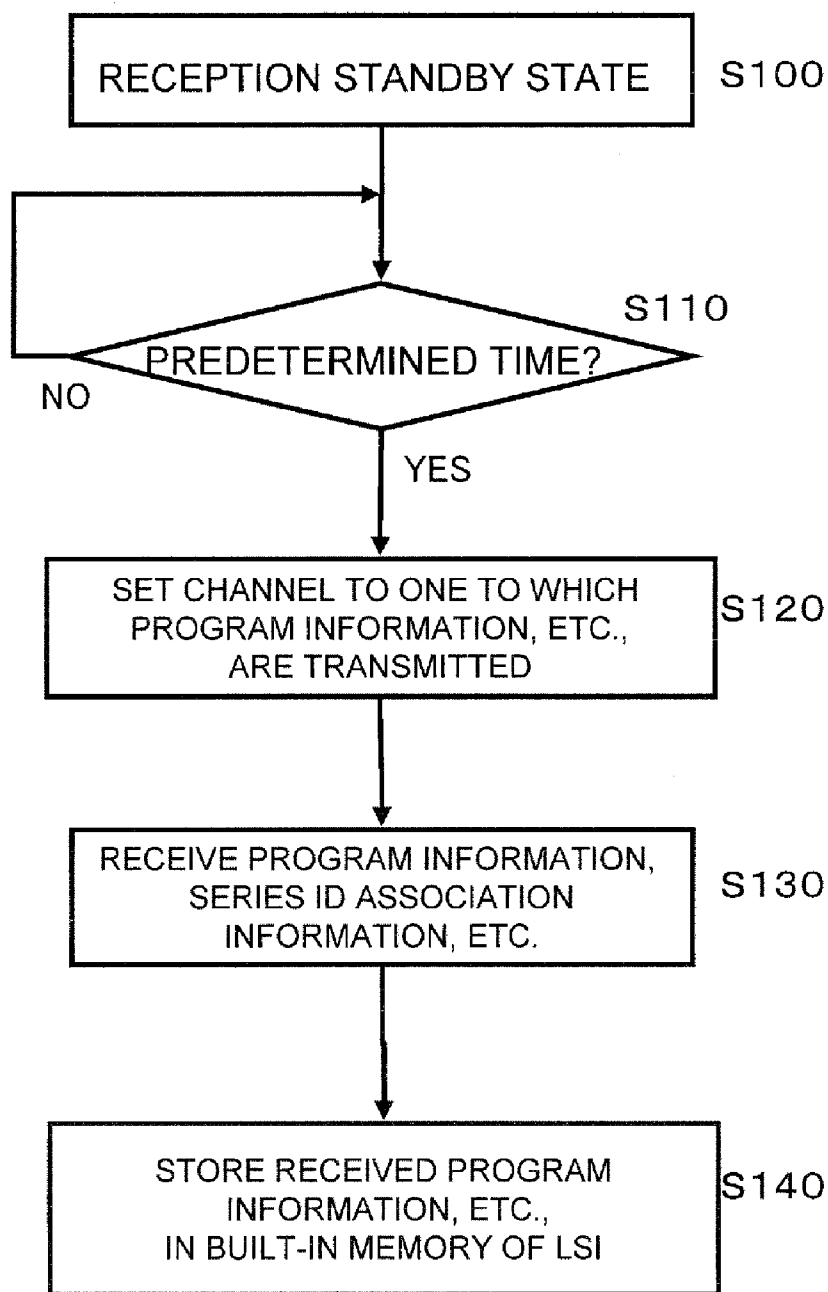 RECEPTION STANDBY STATE S100
S110
PREDETERMINED TIME?
NO
YES
SET CHANNEL TO ONE TO WHICH
PROGRAM INFORMATION, ETC.,
ARE TRANSMITTED
S120
RECEIVE PROGRAM INFORMATION,
SERIES ID ASSOCIATION
INFORMATION, ETC.
S130
STORE RECEIVED PROGRAM
INFORMATION, ETC.,
IN BUILT-IN MEMORY OF LSI
S140